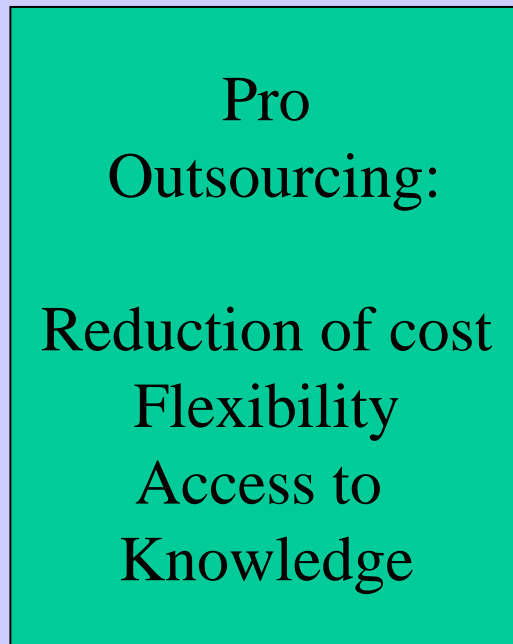 Pro
Outsourcing:
Reduction of cost
Flexibility
Access to
Knowledge